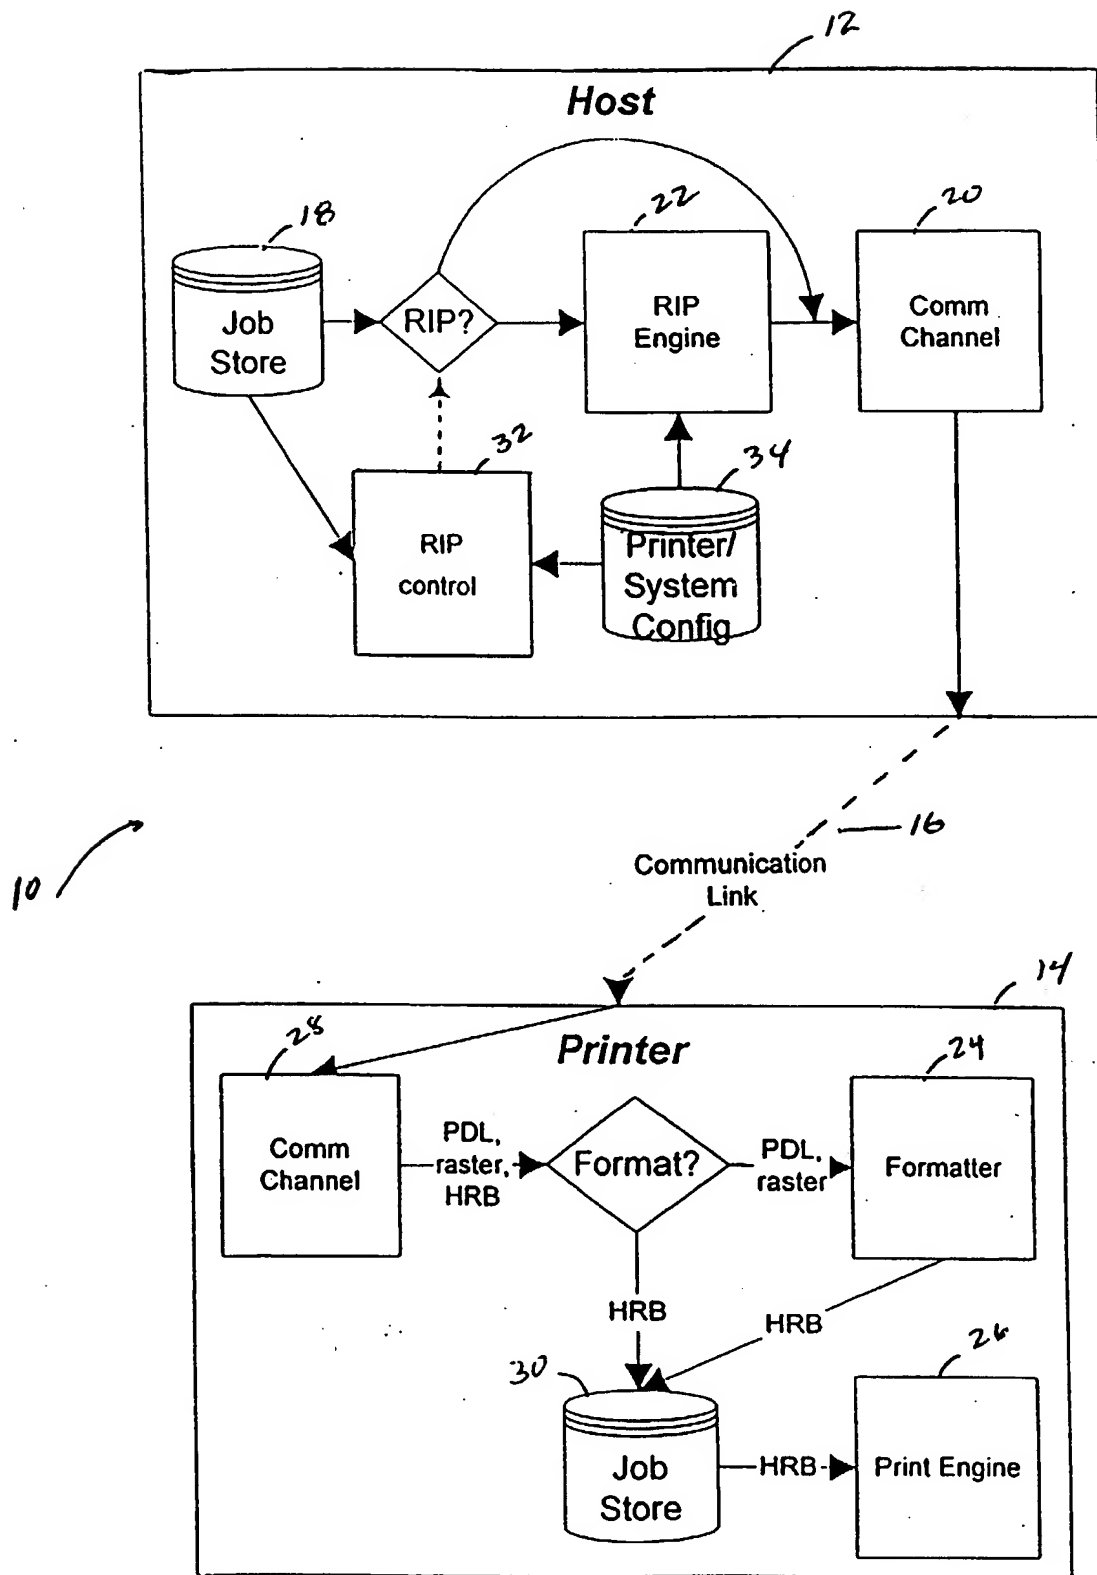 12
Host
18
22
20
Job
Store
RIP?
RIP
Engine
Comm
Channel
32
34
RIP
control
Printer/
System
Config
16
Communication
Link
10
14
28
Printer
24
Comm
Channel
PDL,
raster,
HRB
Format?
PDL,
raster
Formatter
HRB
HRB
30
26
Job
Store
HRB
Print Engine